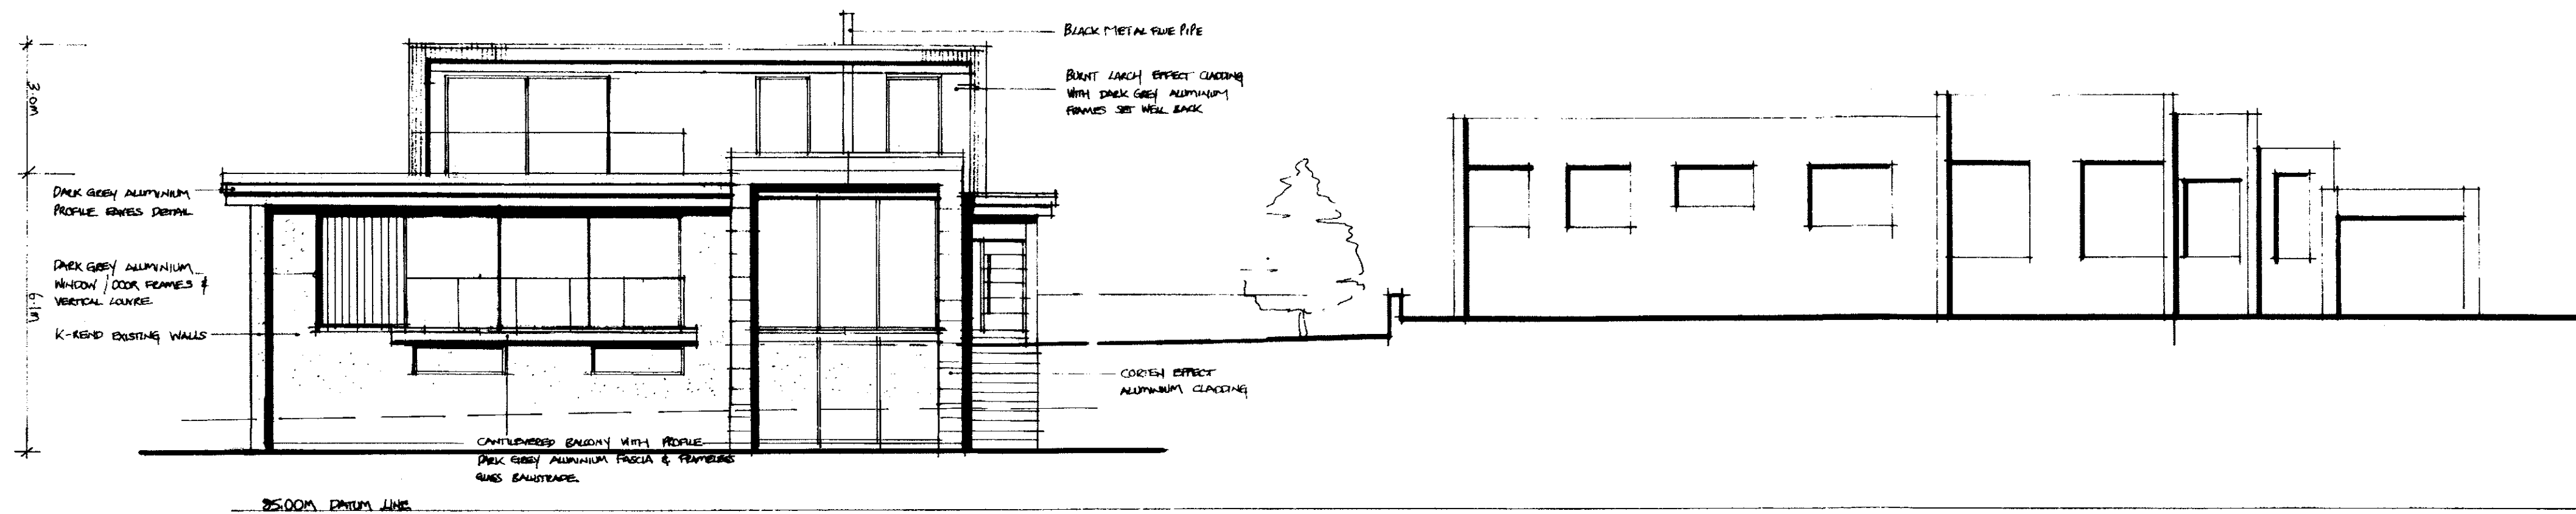 BLACK METAL FLUE PIPE
BURNT LARCH EFFECT CLADDING
WITH DARK GREY ALUMINIUM
FRAMES SET WELL BACK
3.0M
DARK GREY ALUMINIUM
PROFILE EAVES DETAIL
DARK GREY ALUMINIUM
WINDOW / DOOR FRAMES &
VERTICAL LOUVRE
6.1M
K-REND EXISTING WALLS
CORTEN EFFECT
ALUMINIUM CLADDING
CANTILEVERED BALCONY WITH PROFILE
DARK GREY ALUMINIUM FASCIA & FRAMELESS
GLASS BALUSTRADE.
85.00M DATUM LINE